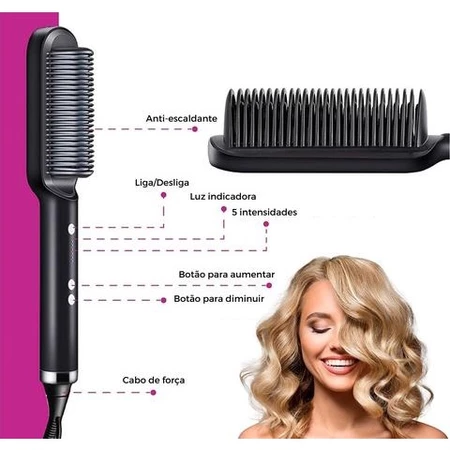 Anti-escaldante
Liga/Desliga
Luz indicadora
5 intensidades
Botão para aumentar
Botão para diminuir
Cabo de força